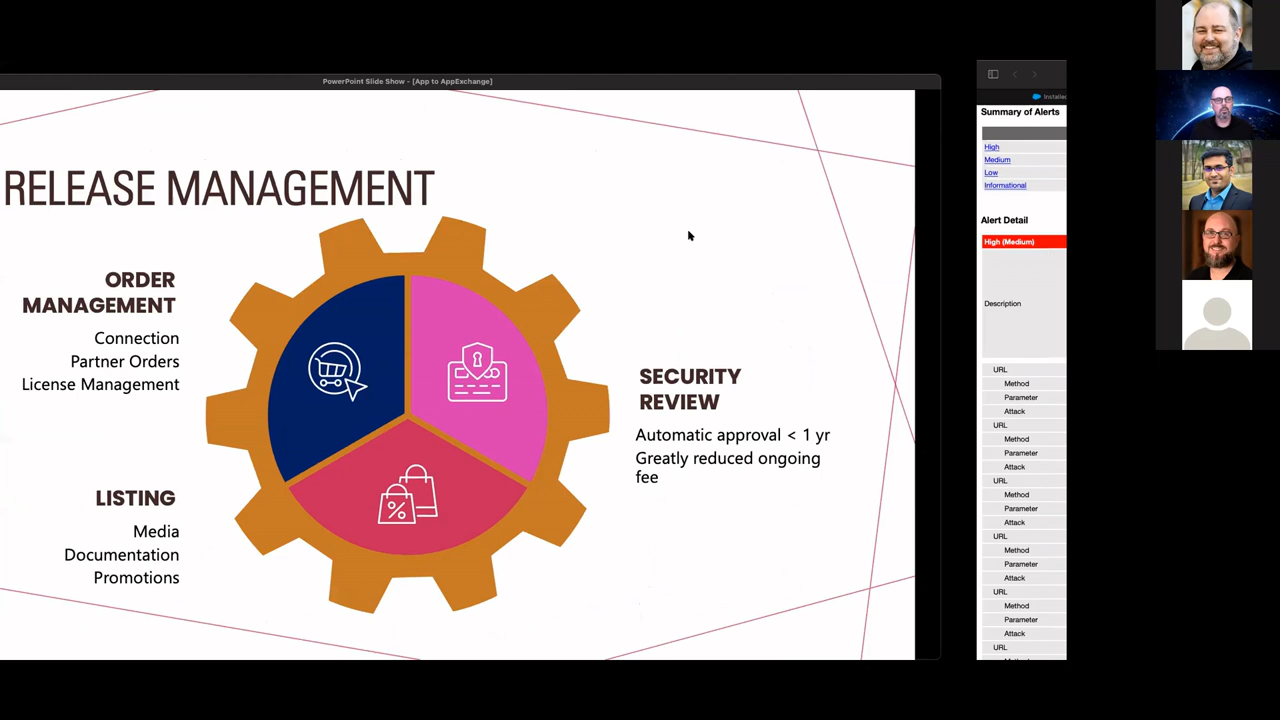 PowerPoint Slide Show - [App to AppExchange]
RELEASE MANAGEMENT
ORDER
MANAGEMENT
Connection
Partner Orders
License Management
LISTING
Media
Documentation
Promotions
SECURITY
REVIEW
Automatic approval < 1 yr
Greatly reduced ongoing
fee
Summary of Alerts
High
Medium
Low
Informational
Alert Detail
High (Medium)
Description
URL
Method
Parameter
Attack
URL
Method
Parameter
Attack
URL
Method
Parameter
Attack
URL
Method
Parameter
Attack
URL
Method
Parameter
Attack
URL